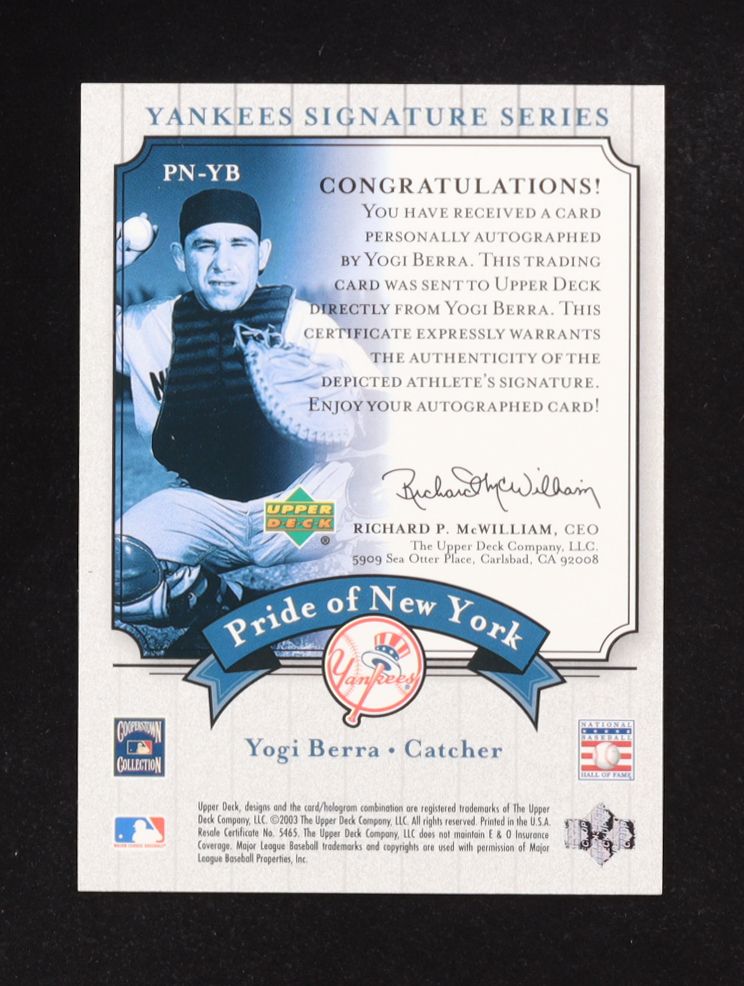 YANKEES SIGNATURE SERIES
PN-YB
CONGRATULATIONS!
YOU HAVE RECEIVED A CARD
PERSONALLY AUTOGRAPHED
BY YOGI BERRA. THIS TRADING
CARD WAS SENT TO UPPER DECK
DIRECTLY FROM YOGI BERRA. THIS
CERTIFICATE EXPRESSLY WARRANTS
THE AUTHENTICITY OF THE
DEPICTED ATHLETE'S SIGNATURE.
ENJOY YOUR AUTOGRAPHED CARD!
N
Richard P. McWilliam
UPPER
DECK
®
RICHARD P. McWILLIAM, CEO
The Upper Deck Company, LLC.
5909 Sea Otter Place, Carlsbad, CA 92008
Pride of New York
Yankees
Yogi Berra • Catcher
COOPERSTOWN
COLLECTION
NATIONAL
BASEBALL
HALL OF FAME
Upper Deck, designs and the card/hologram combination are registered trademarks of The Upper
Deck Company, LLC. ©2003 The Upper Deck Company, LLC. All rights reserved. Printed in the U.S.A.
Resale Certificate No. 5465. The Upper Deck Company, LLC does not maintain E & O Insurance
Coverage. Major League Baseball trademarks and copyrights are used with permission of Major
League Baseball Properties, Inc.